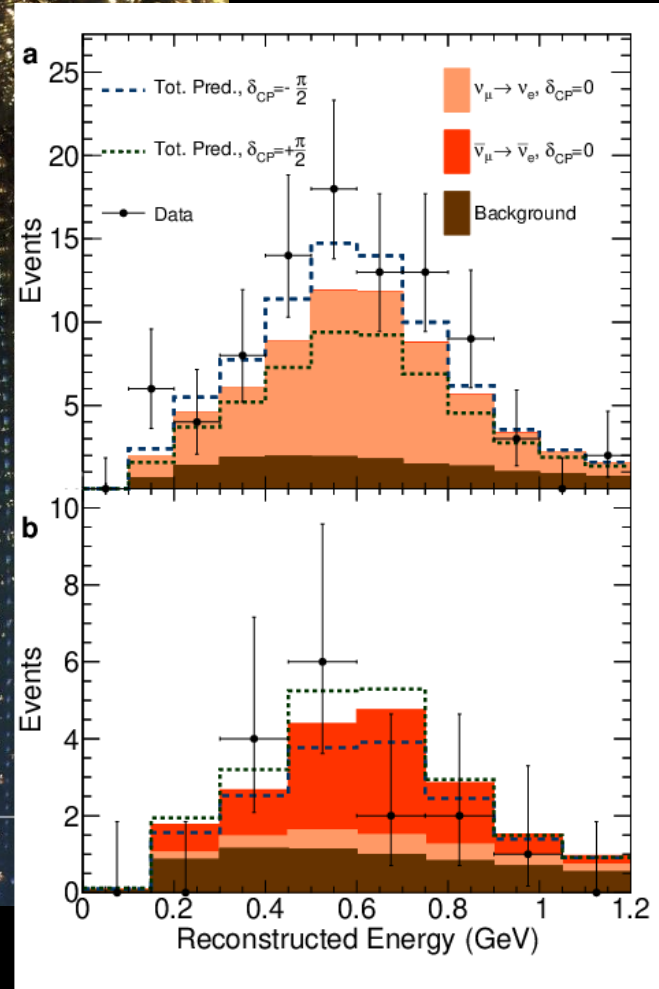 a
25
20
15
10
5
Events
Tot. Pred., δCP=- π/2
Tot. Pred., δCP=+π/2
Data
νμ→ νe, δCP=0
ν̄μ→ ν̄e, δCP=0
Background
b
10
8
6
4
2
0
Events
0 0.2 0.4 0.6 0.8 1 1.2
Reconstructed Energy (GeV)